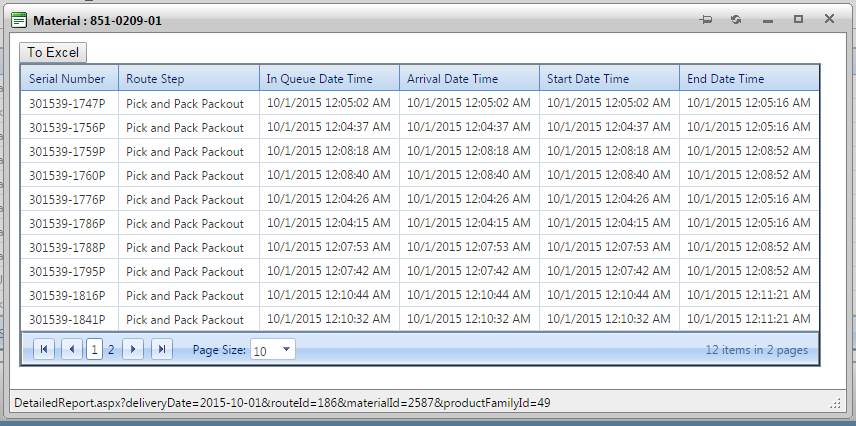 Material : 851-0209-01
To Excel
Serial Number Route Step In Queue Date Time Arrival Date Time Start Date Time End Date Time
301539-1747P Pick and Pack Packout 10/1/2015 12:05:02 AM 10/1/2015 12:05:02 AM 10/1/2015 12:05:02 AM 10/1/2015 12:05:16 AM
301539-1756P Pick and Pack Packout 10/1/2015 12:04:37 AM 10/1/2015 12:04:37 AM 10/1/2015 12:04:37 AM 10/1/2015 12:05:16 AM
301539-1759P Pick and Pack Packout 10/1/2015 12:08:18 AM 10/1/2015 12:08:18 AM 10/1/2015 12:08:18 AM 10/1/2015 12:08:52 AM
301539-1760P Pick and Pack Packout 10/1/2015 12:08:40 AM 10/1/2015 12:08:40 AM 10/1/2015 12:08:40 AM 10/1/2015 12:08:52 AM
301539-1776P Pick and Pack Packout 10/1/2015 12:04:26 AM 10/1/2015 12:04:26 AM 10/1/2015 12:04:26 AM 10/1/2015 12:05:16 AM
301539-1786P Pick and Pack Packout 10/1/2015 12:04:15 AM 10/1/2015 12:04:15 AM 10/1/2015 12:04:15 AM 10/1/2015 12:05:16 AM
301539-1788P Pick and Pack Packout 10/1/2015 12:07:53 AM 10/1/2015 12:07:53 AM 10/1/2015 12:07:53 AM 10/1/2015 12:08:52 AM
301539-1795P Pick and Pack Packout 10/1/2015 12:07:42 AM 10/1/2015 12:07:42 AM 10/1/2015 12:07:42 AM 10/1/2015 12:08:52 AM
301539-1816P Pick and Pack Packout 10/1/2015 12:10:44 AM 10/1/2015 12:10:44 AM 10/1/2015 12:10:44 AM 10/1/2015 12:11:21 AM
301539-1841P Pick and Pack Packout 10/1/2015 12:10:32 AM 10/1/2015 12:10:32 AM 10/1/2015 12:10:32 AM 10/1/2015 12:11:21 AM
1 2 Page Size: 10 12 items in 2 pages
DetailedReport.aspx?deliveryDate=2015-10-01&routeId=186&materialId=2587&productFamilyId=49